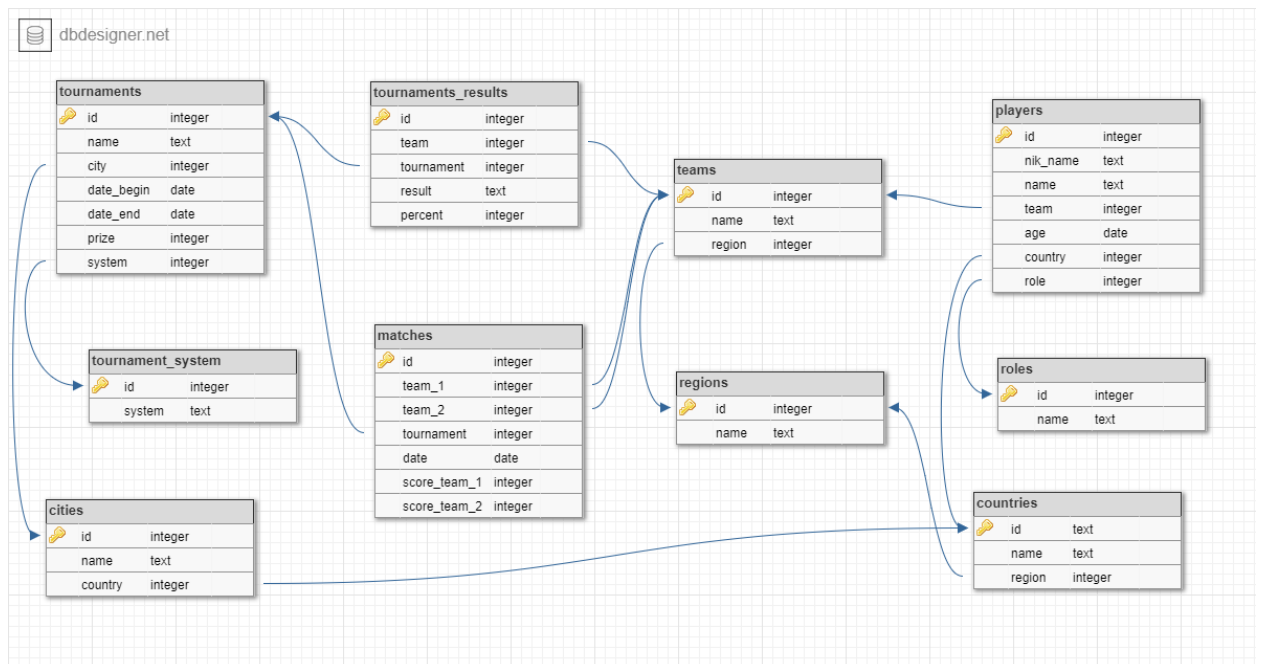 dbdesigner.net
tournaments
id integer
name text
city integer
date_begin date
date_end date
prize integer
system integer
tournaments_results
id integer
team integer
tournament integer
result text
percent integer
teams
id integer
name text
region integer
players
id integer
nik_name text
name text
team integer
age date
country integer
role integer
tournament_system
id integer
system text
matches
id integer
team_1 integer
team_2 integer
tournament integer
date date
score_team_1 integer
score_team_2 integer
regions
id integer
name text
roles
id integer
name text
cities
id integer
name text
country integer
countries
id text
name text
region integer